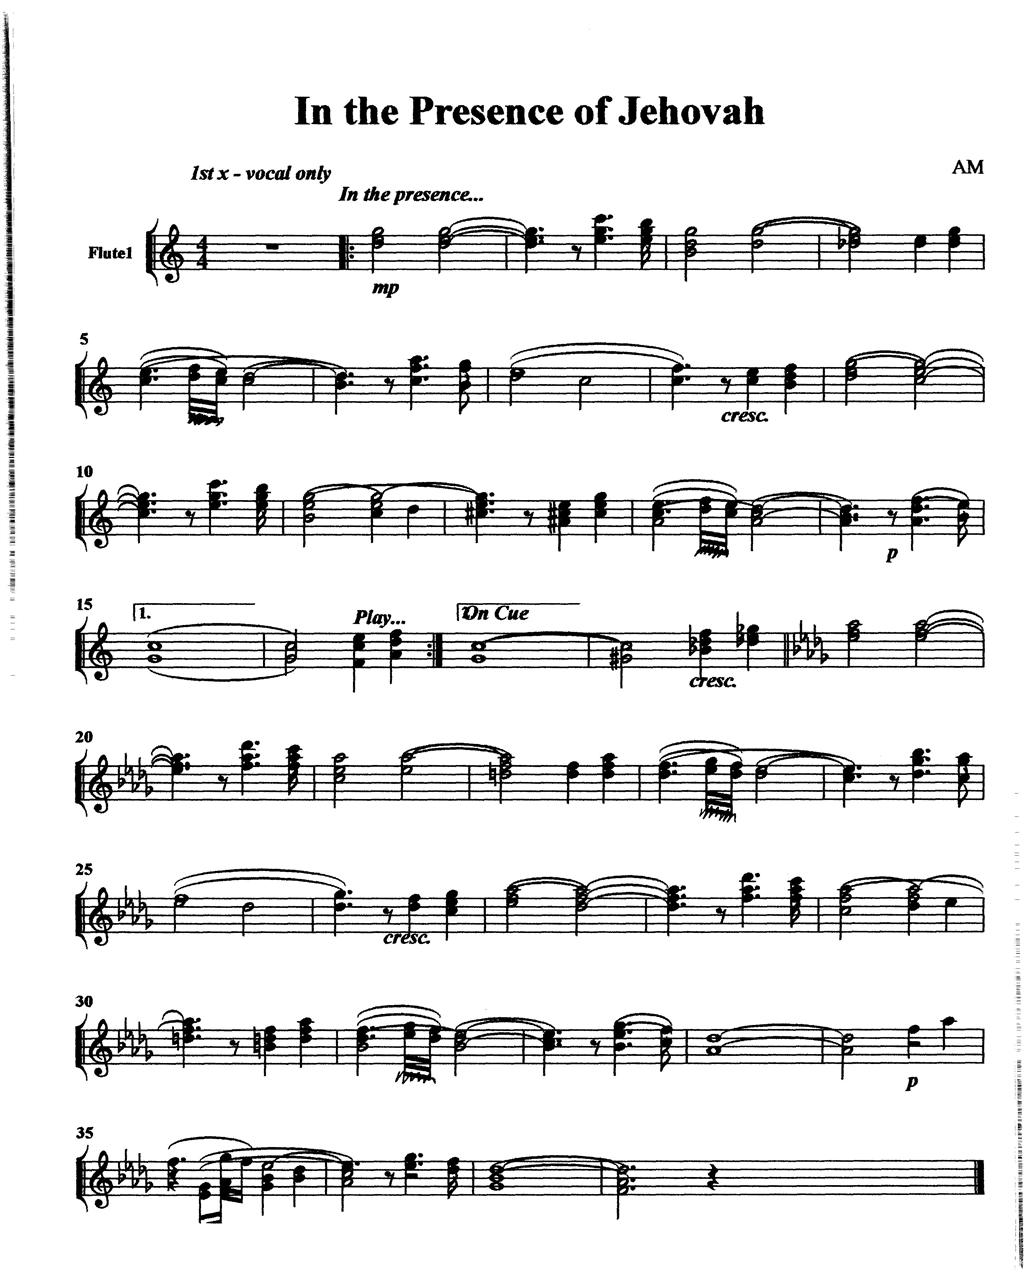 In the Presence of Jehovah
AM
1st x - vocal only
In the presence...
Flute1
4
4
mp
5
cresc.
10
p
15
1.
Play...
2.
On Cue
cresc.
20
25
cresc.
30
p
35